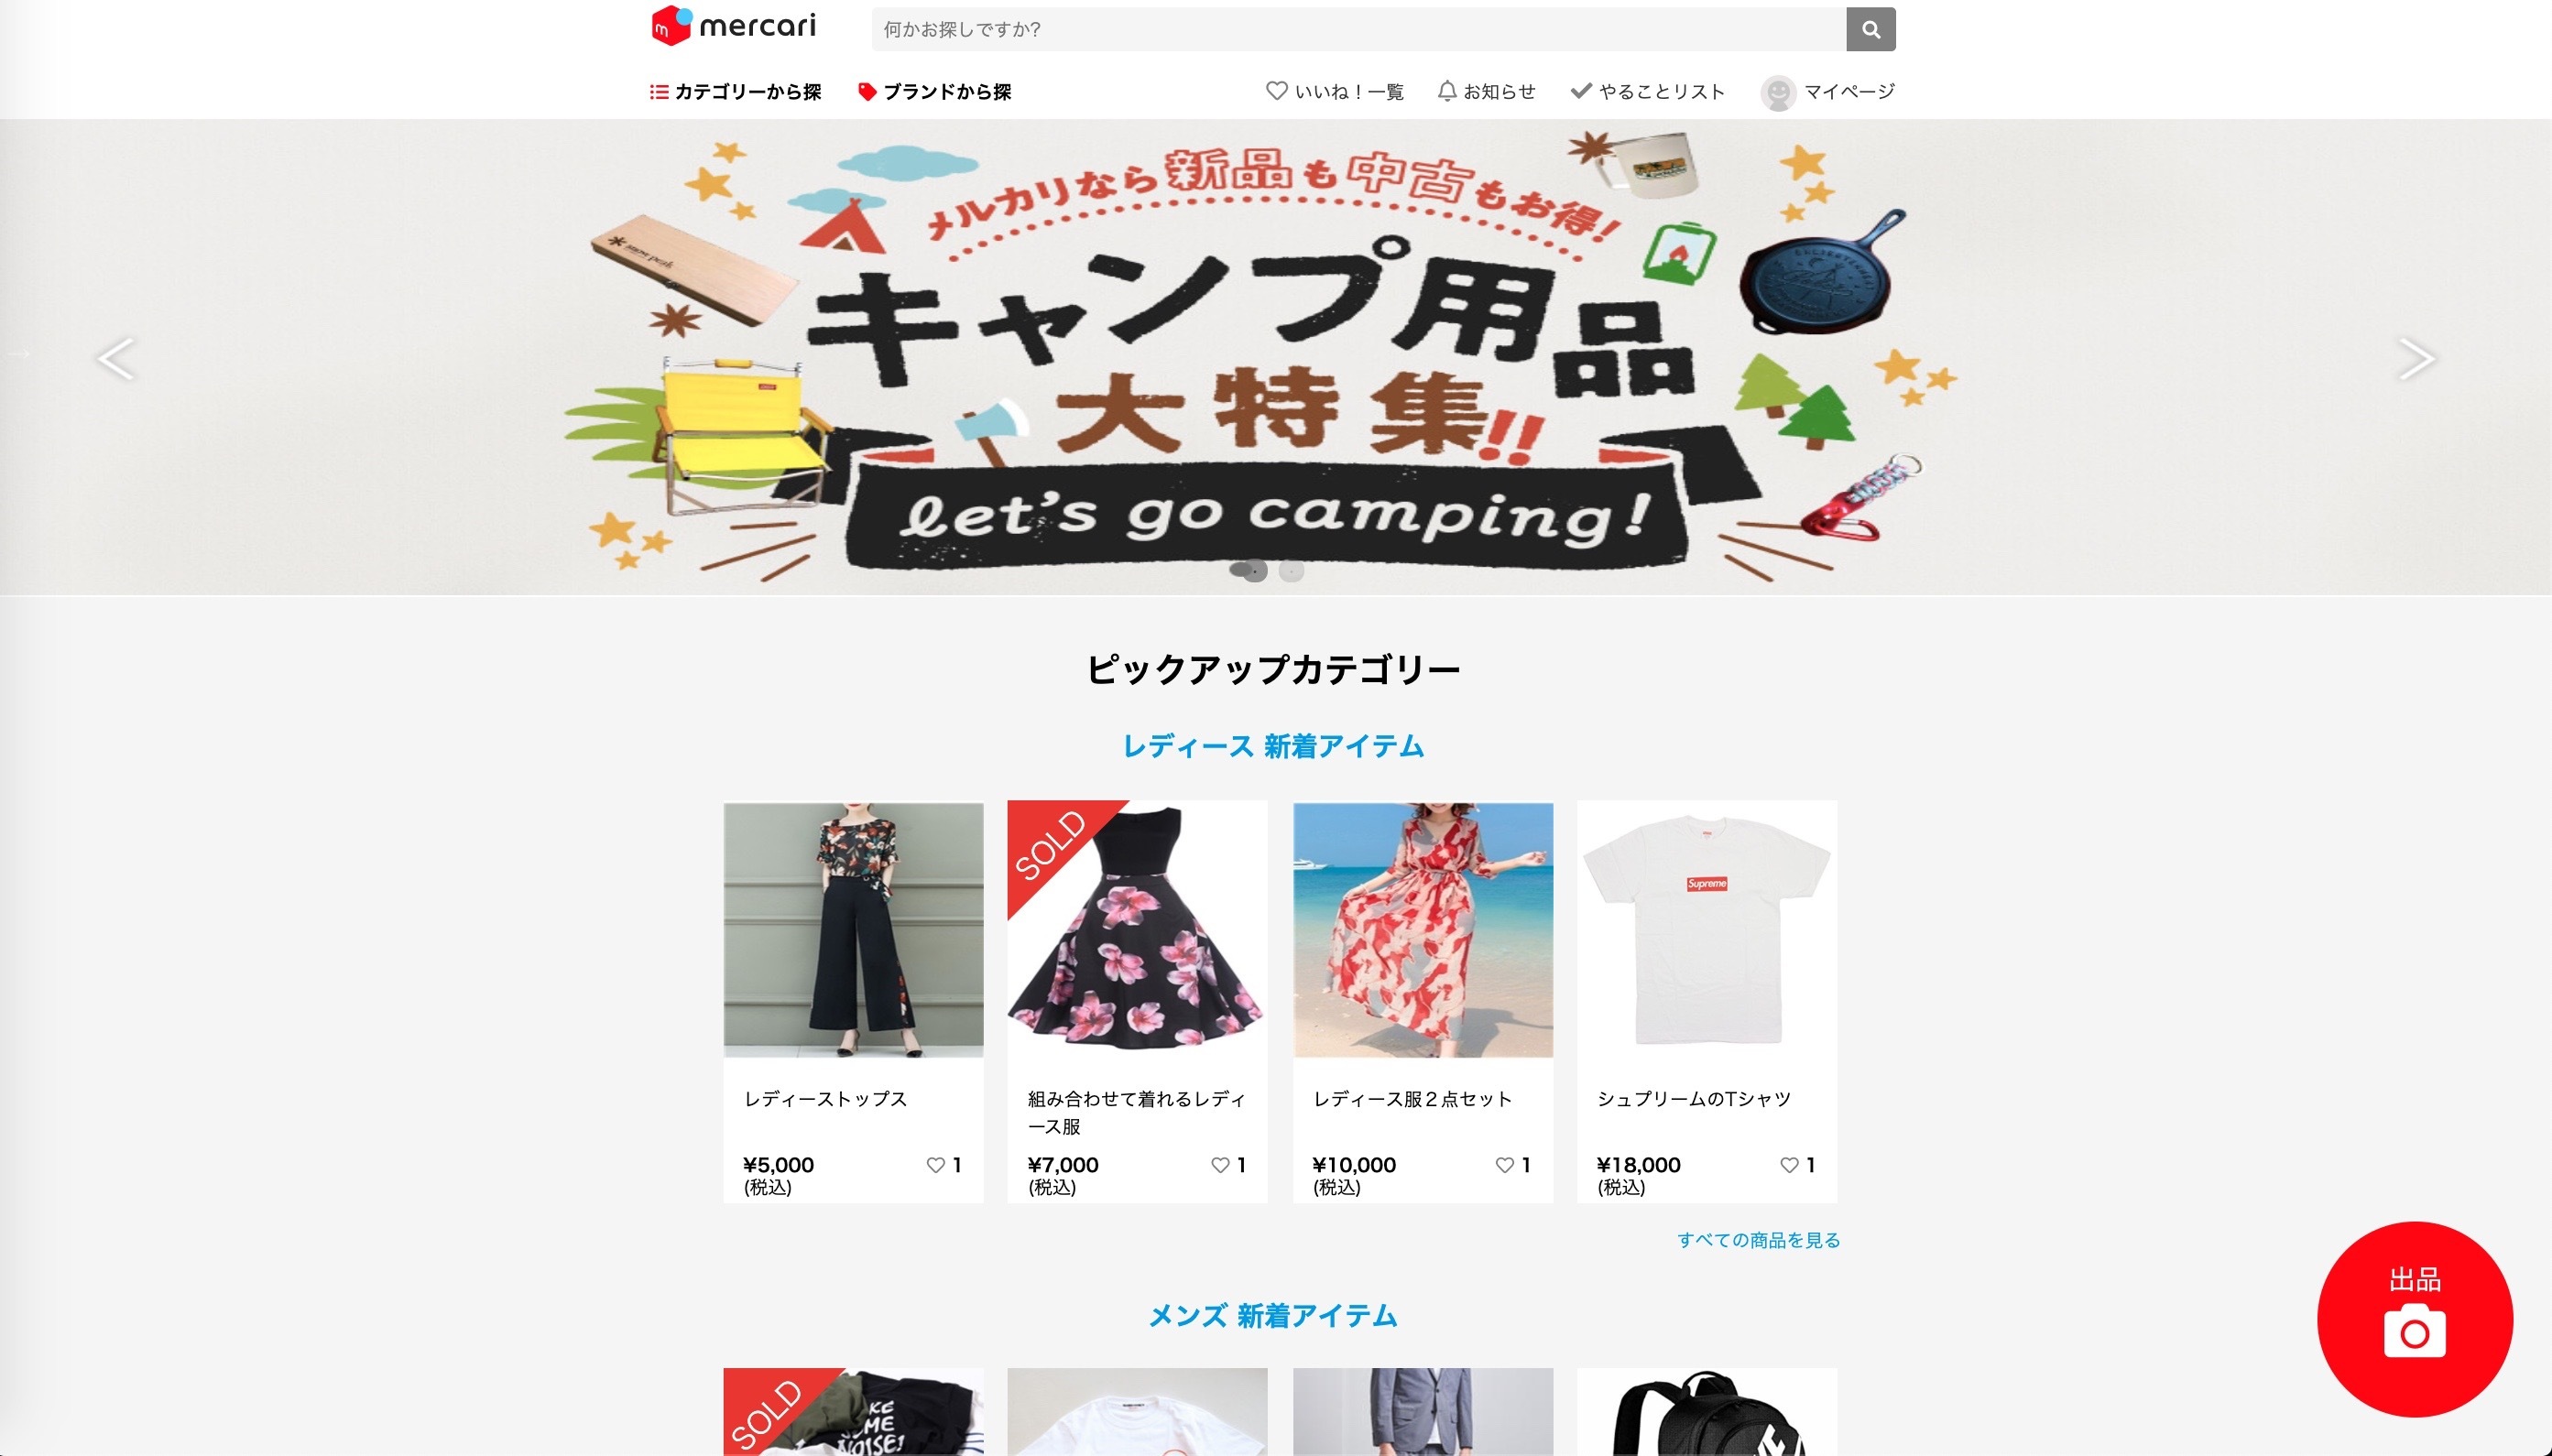 mercari
何かお探しですか?
カテゴリーから探
ブランドから探
いいね！一覧
お知らせ
やることリスト
マイページ
メルカリなら新品も中古もお得！
snow peak
キャンプ用品
大特集!!
let's go camping!
ピックアップカテゴリー
レディース 新着アイテム
SOLD
Supreme
レディーストップス
組み合わせて着れるレディ
ース服
レディース服２点セット
シュプリームのTシャツ
¥5,000
1
¥7,000
1
¥10,000
1
¥18,000
1
(税込)
(税込)
(税込)
(税込)
すべての商品を見る
出品
メンズ 新着アイテム
SOLD
KE
ME
NOISE!